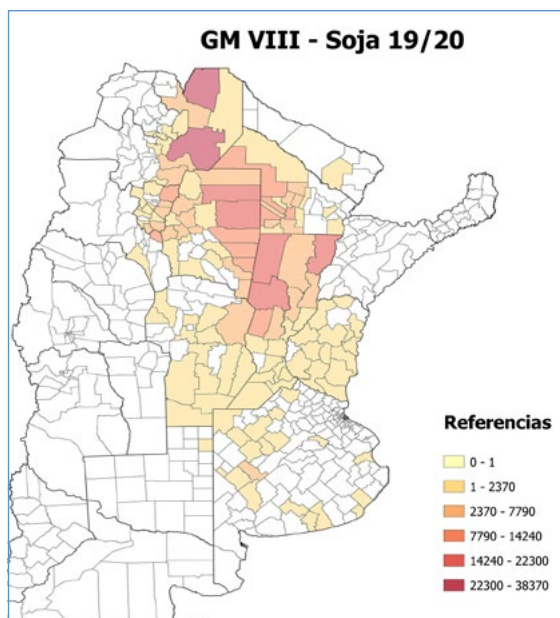 GM VIII - Soja 19/20
Referencias
0 - 1
1 - 2370
2370 - 7790
7790 - 14240
14240 - 22300
22300 - 38370